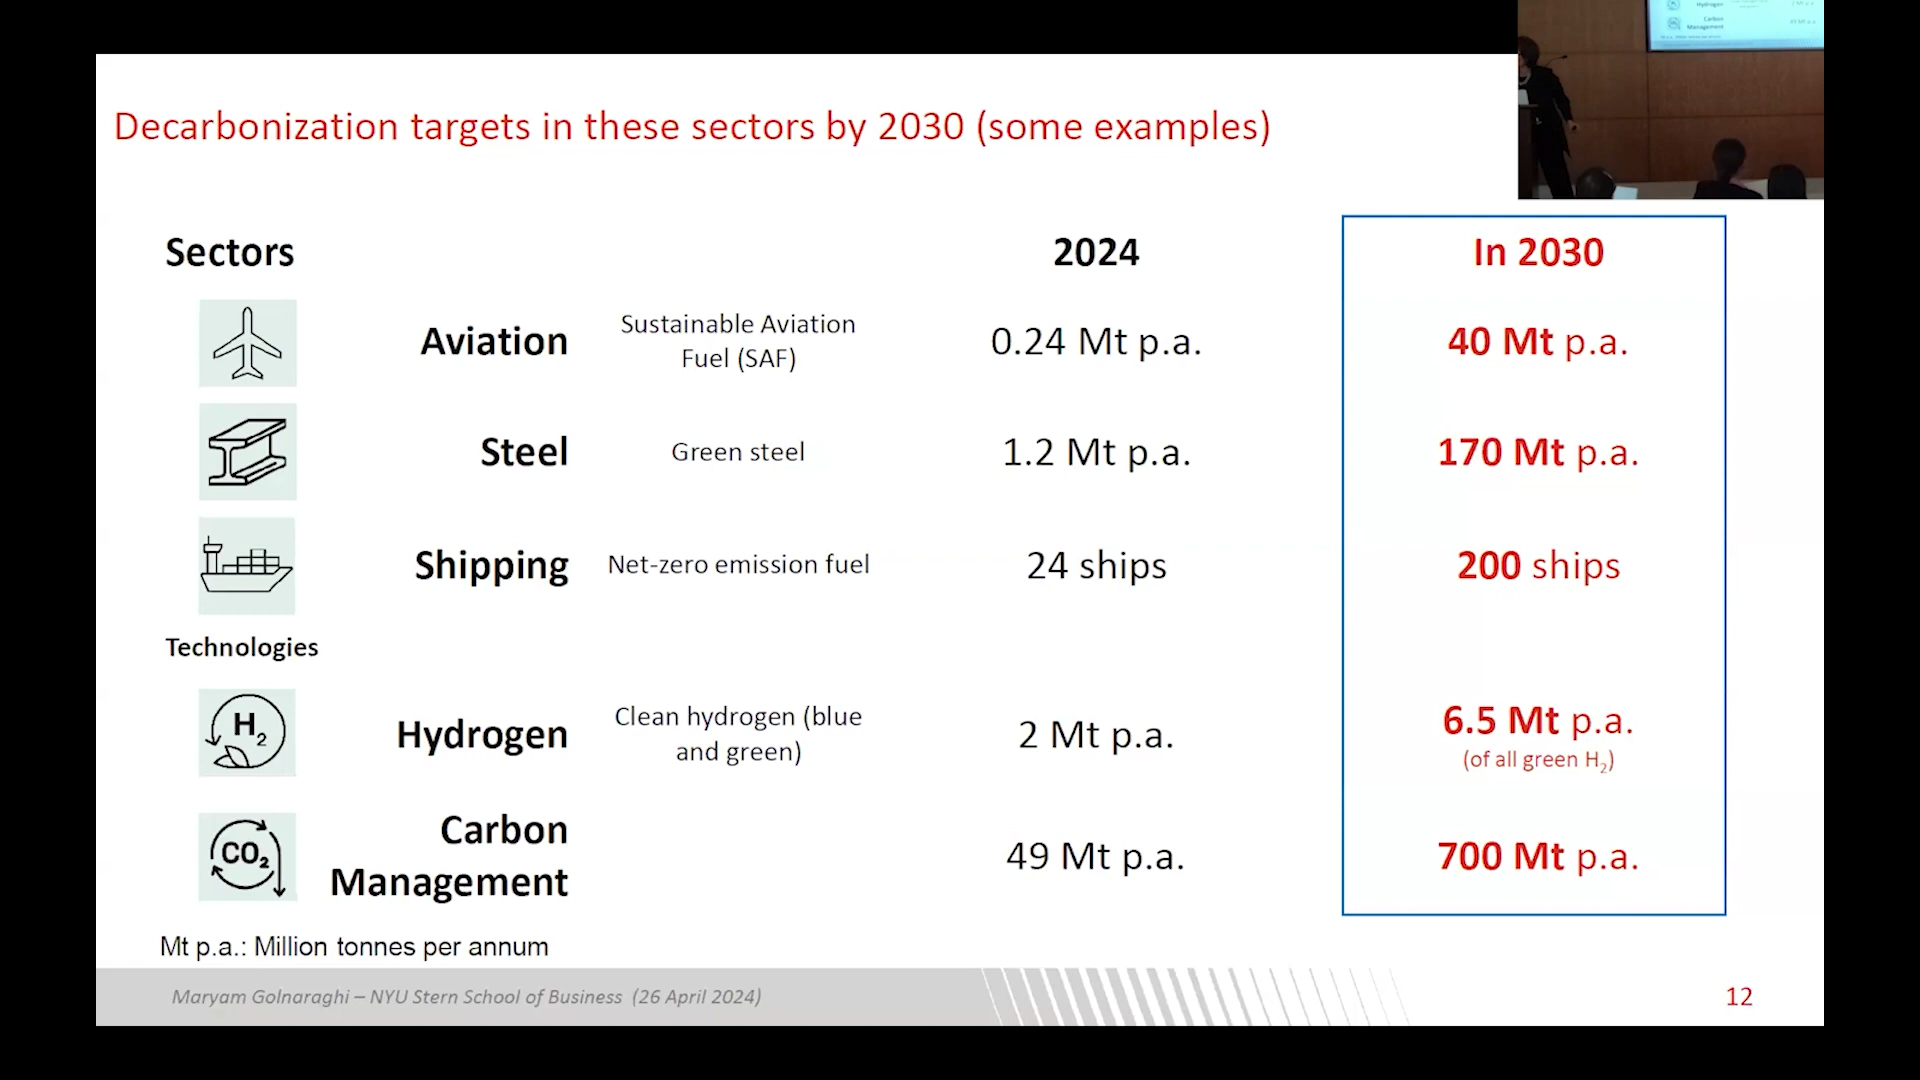 Hydrogen
Carbon
Management
Decarbonization targets in these sectors by 2030 (some examples)
Sectors
2024
In 2030
Aviation
Sustainable Aviation
Fuel (SAF)
0.24 Mt p.a.
40 Mt p.a.
Steel
Green steel
1.2 Mt p.a.
170 Mt p.a.
Shipping
Net-zero emission fuel
24 ships
200 ships
Technologies
H₂
Hydrogen
Clean hydrogen (blue
and green)
2 Mt p.a.
6.5 Mt p.a.
(of all green H₂)
CO₂
Carbon
Management
49 Mt p.a.
700 Mt p.a.
Mt p.a.: Million tonnes per annum
Maryam Golnaraghi – NYU Stern School of Business (26 April 2024)
12